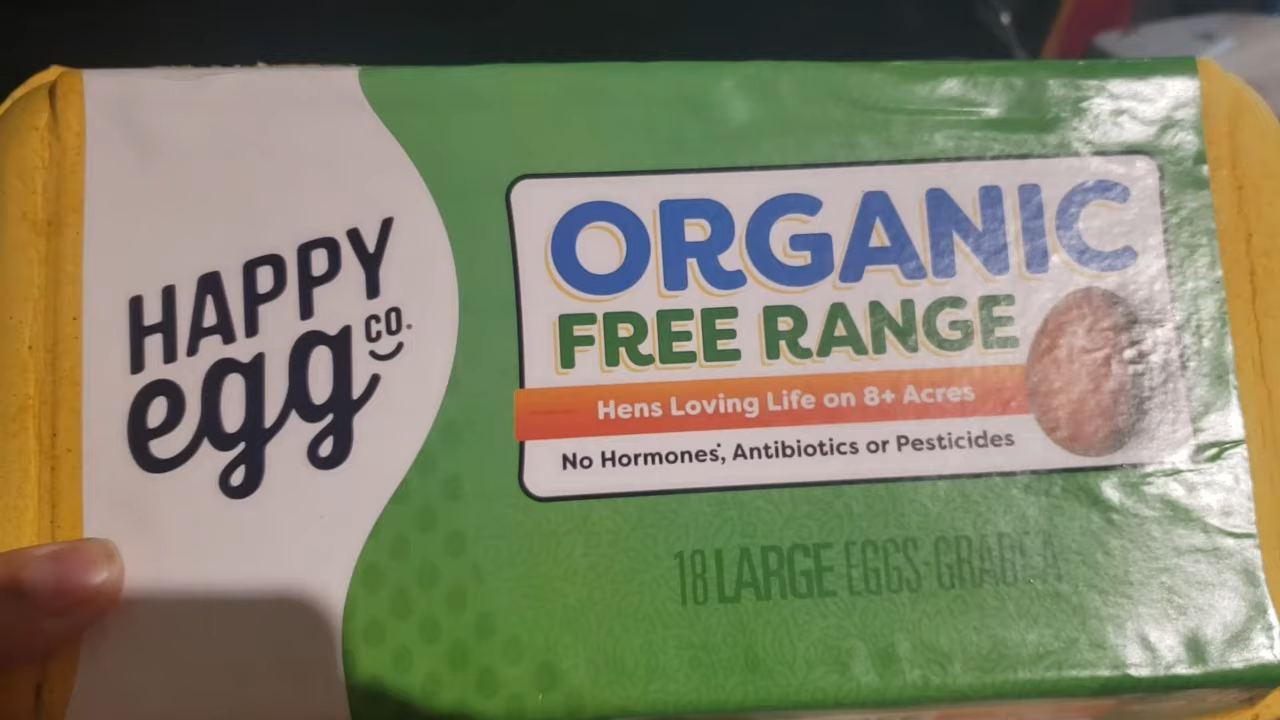 HAPPY
egg CO.
ORGANIC
FREE RANGE
Hens Loving Life on 8+ Acres
No Hormones*, Antibiotics or Pesticides
18 LARGE EGGS-GRADE A